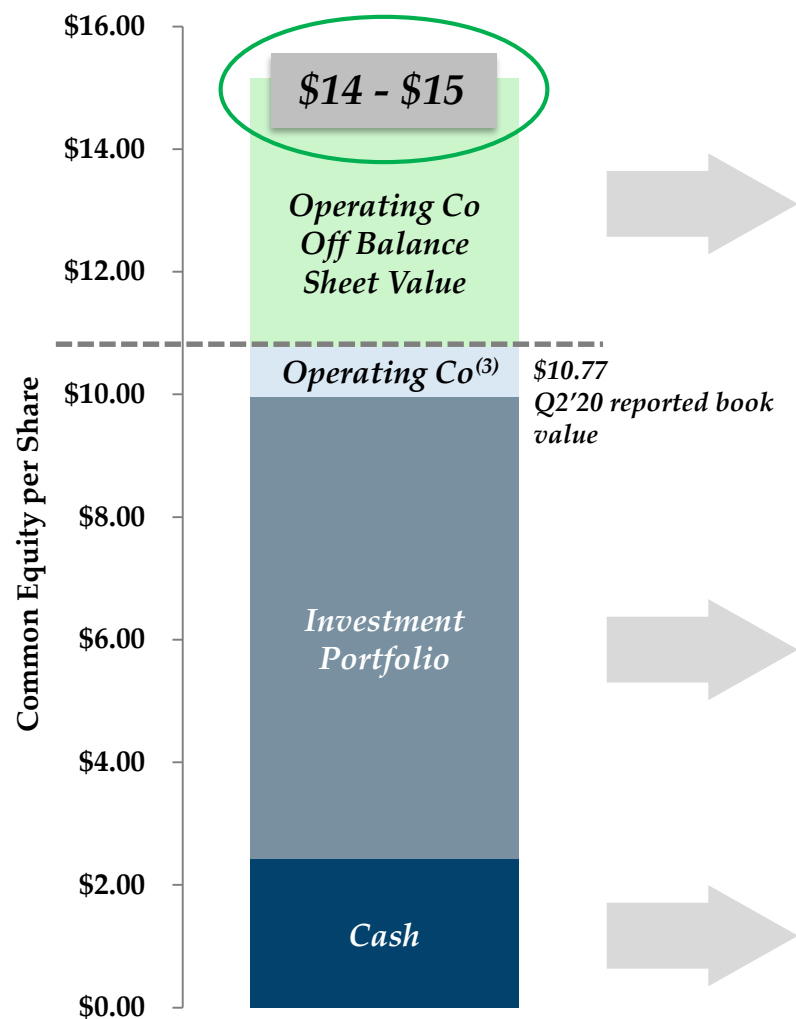 $16.00
$14.00
$12.00
$10.00
$8.00
$6.00
$4.00
$2.00
$0.00
Common Equity per Share
$14 - $15
Operating Co
Off Balance
Sheet Value
Operating Co(3)
$10.77
Q2’20 reported book
value
Investment
Portfolio
Cash